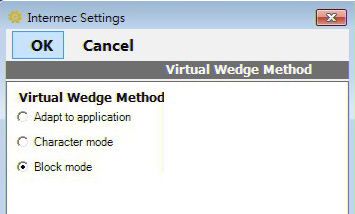 Intermec Settings
OK Cancel
Virtual Wedge Method
Virtual Wedge Method
Adapt to application
Character mode
Block mode